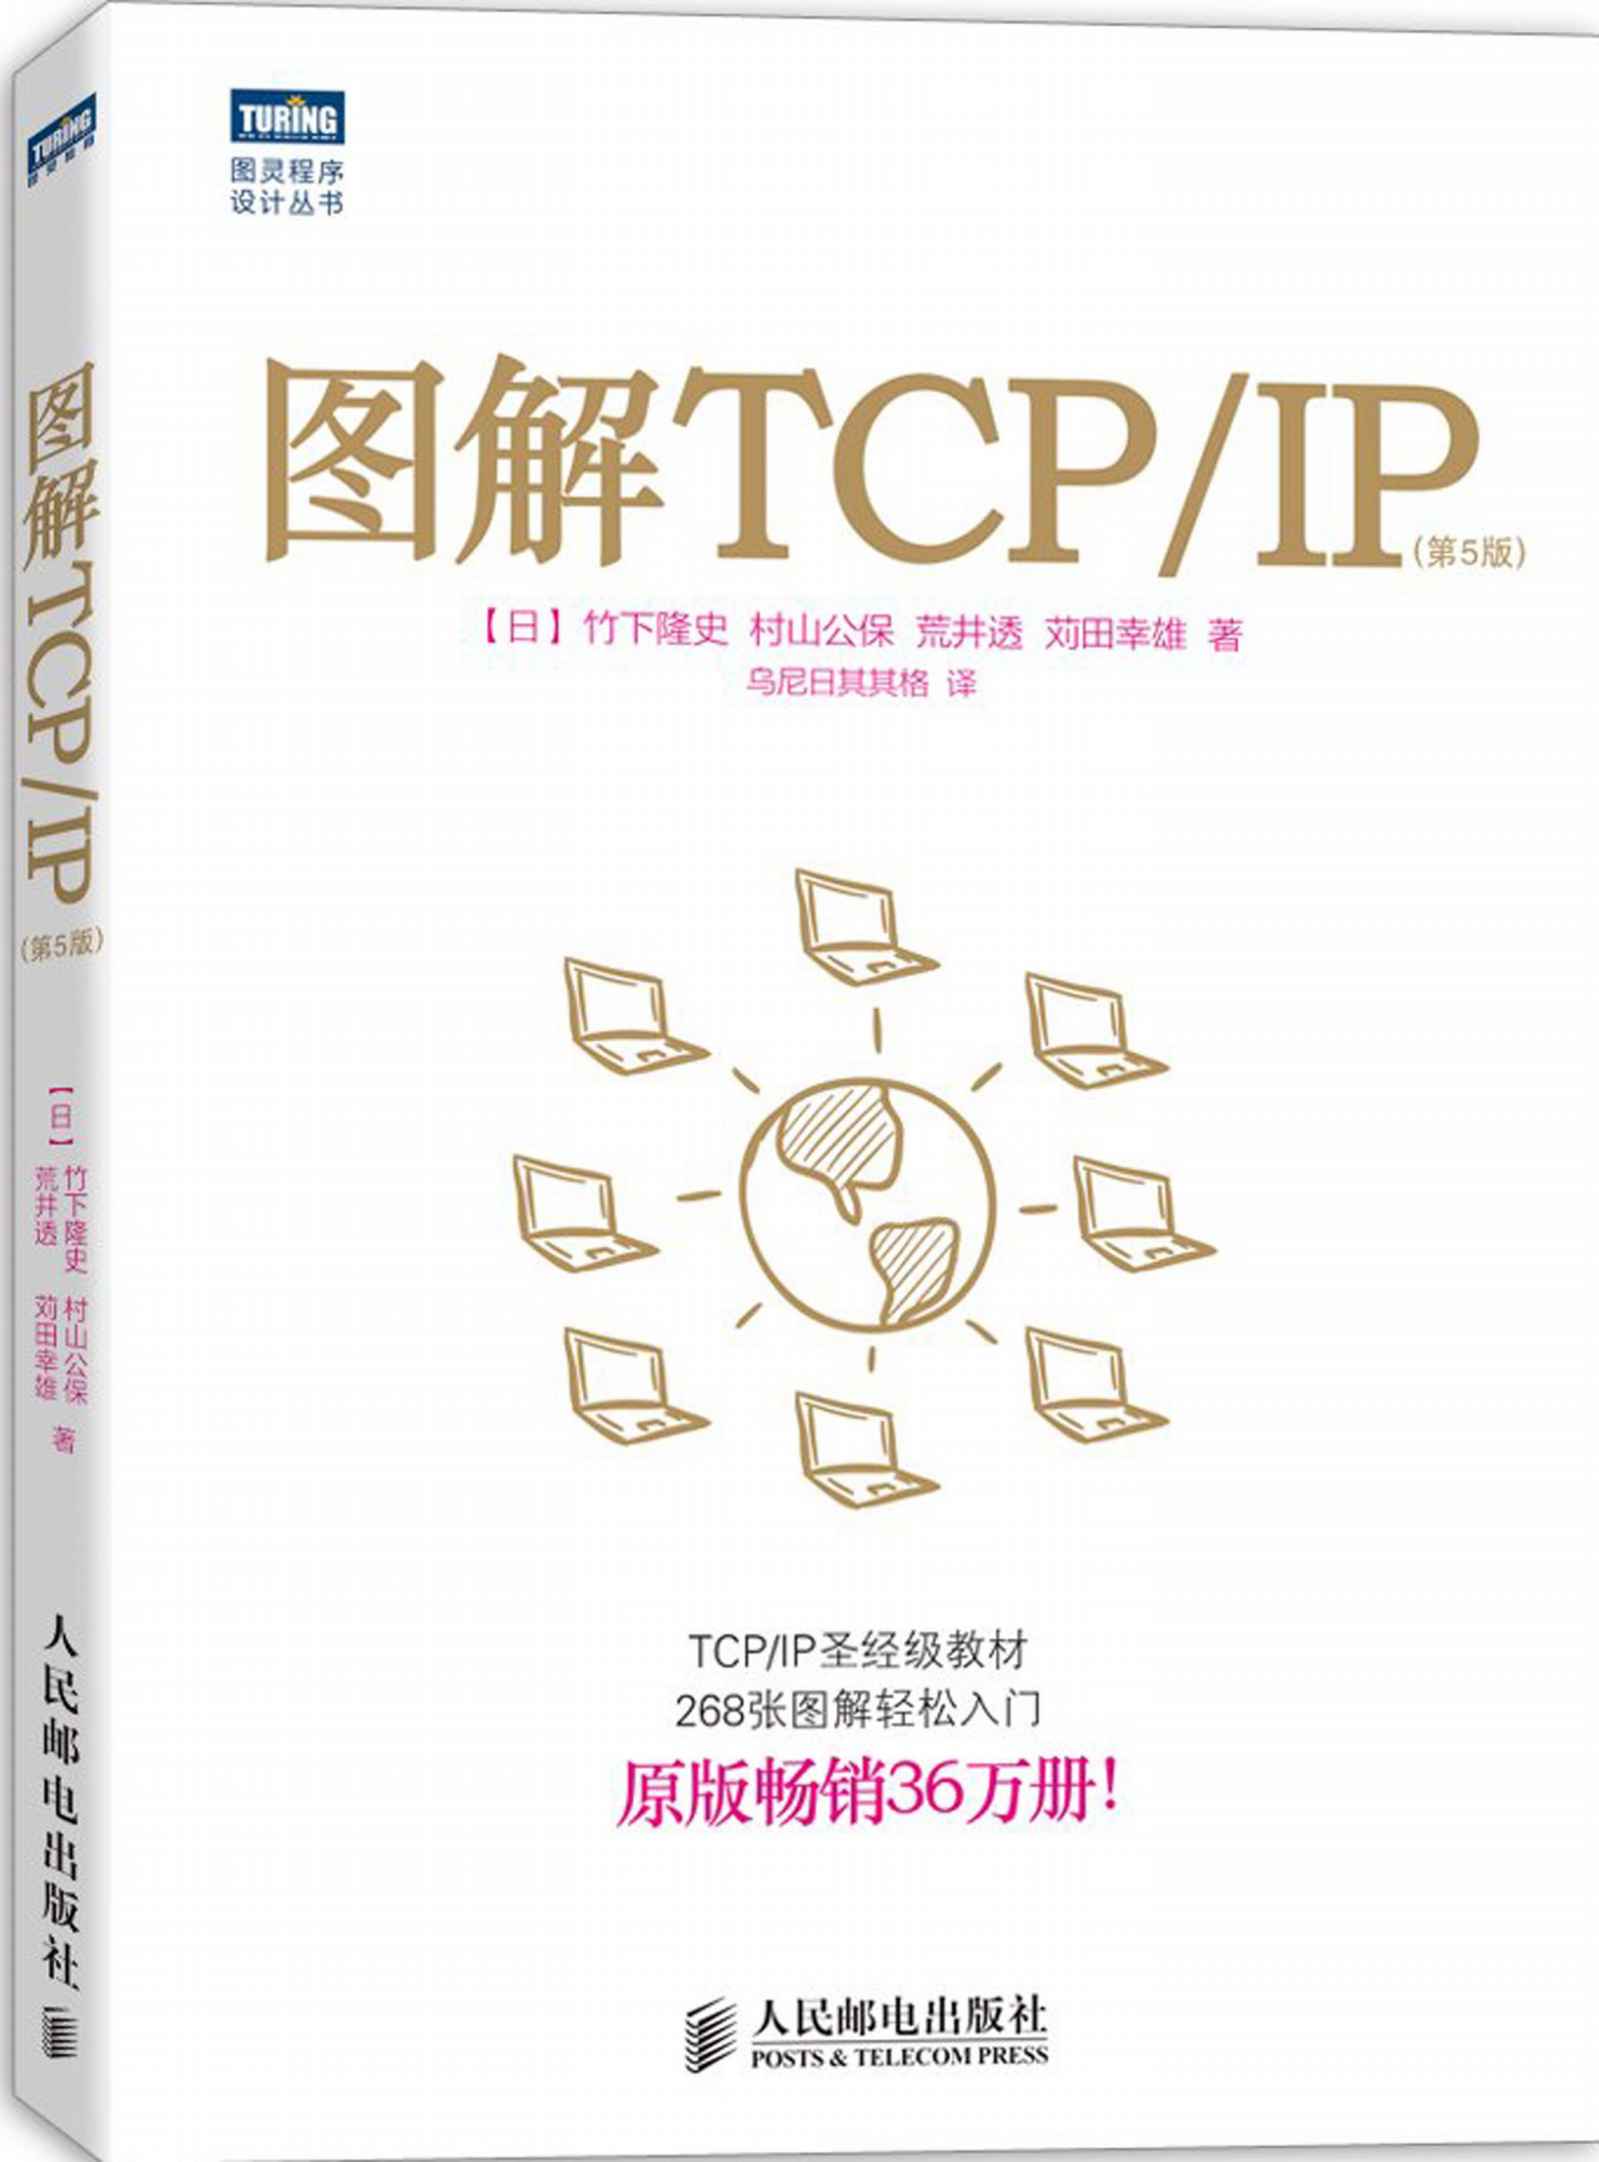 TURING
图灵程序
设计丛书
图解TCP/IP(第5版)
【日】竹下隆史 村山公保 荒井透 苅田幸雄 著
乌尼日其其格 译
TCP/IP圣经级教材
268张图解轻松入门
原版畅销36万册!
人民邮电出版社
POSTS & TELECOM PRESS
TURING
图解TCP/IP
(第5版)
【日】
竹下隆史 村山公保
荒井透 苅田幸雄
著
人民邮电出版社